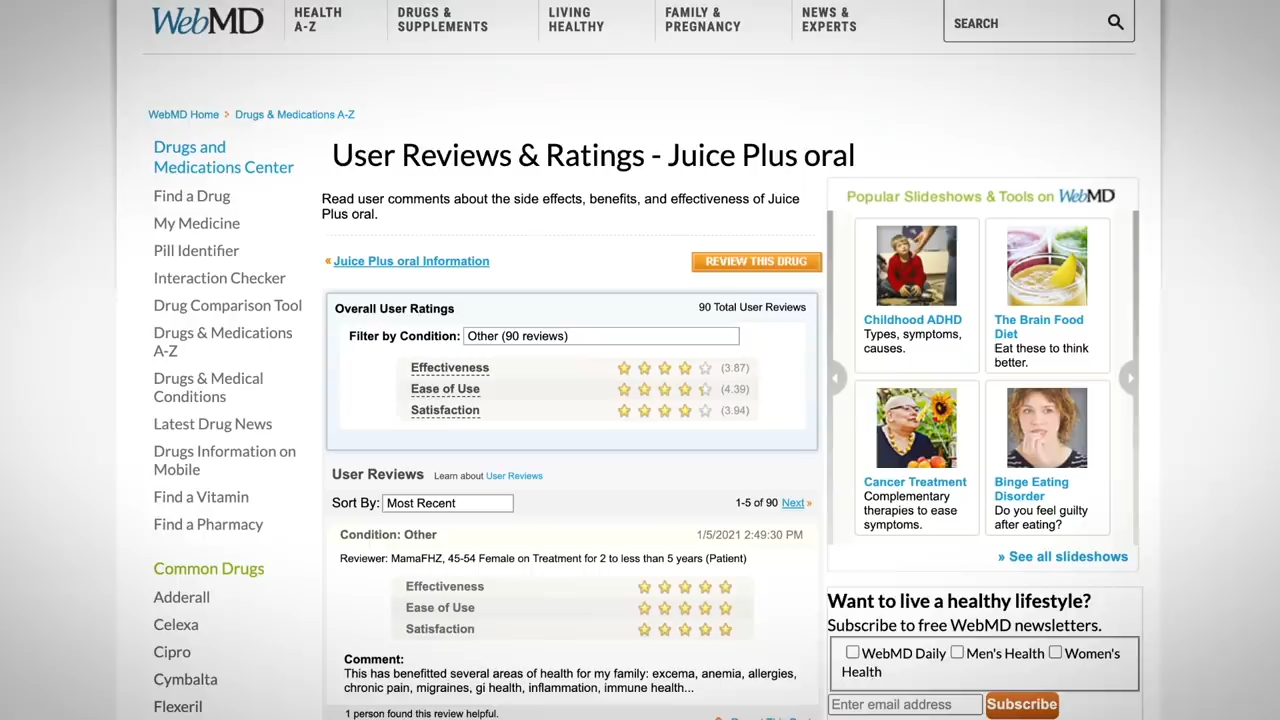 WebMD
HEALTH
A-Z
DRUGS &
SUPPLEMENTS
LIVING
HEALTHY
FAMILY &
PREGNANCY
NEWS &
EXPERTS
SEARCH
WebMD Home > Drugs & Medications A-Z
Drugs and
Medications Center
Find a Drug
My Medicine
Pill Identifier
Interaction Checker
Drug Comparison Tool
Drugs & Medications
A-Z
Drugs & Medical
Conditions
Latest Drug News
Drugs Information on
Mobile
Find a Vitamin
Find a Pharmacy
Common Drugs
Adderall
Celexa
Cipro
Cymbalta
Flexeril
User Reviews & Ratings - Juice Plus oral
Read user comments about the side effects, benefits, and effectiveness of Juice
Plus oral.
« Juice Plus oral Information
REVIEW THIS DRUG
Overall User Ratings
90 Total User Reviews
Filter by Condition: Other (90 reviews)
Effectiveness (3.87)
Ease of Use (4.39)
Satisfaction (3.94)
User Reviews Learn about User Reviews
Sort By: Most Recent
1-5 of 90 Next »
Condition: Other 1/5/2021 2:49:30 PM
Reviewer: MamaFHZ, 45-54 Female on Treatment for 2 to less than 5 years (Patient)
Effectiveness
Ease of Use
Satisfaction
Comment:
This has benefitted several areas of health for my family: excema, anemia, allergies,
chronic pain, migraines, gi health, inflammation, immune health...
1 person found this review helpful.
Popular Slideshows & Tools on WebMD
Childhood ADHD
Types, symptoms,
causes.
The Brain Food
Diet
Eat these to think
better.
Cancer Treatment
Complementary
therapies to ease
symptoms.
Binge Eating
Disorder
Do you feel guilty
after eating?
» See all slideshows
Want to live a healthy lifestyle?
Subscribe to free WebMD newsletters.
WebMD Daily Men's Health Women's
Health
Enter email address Subscribe